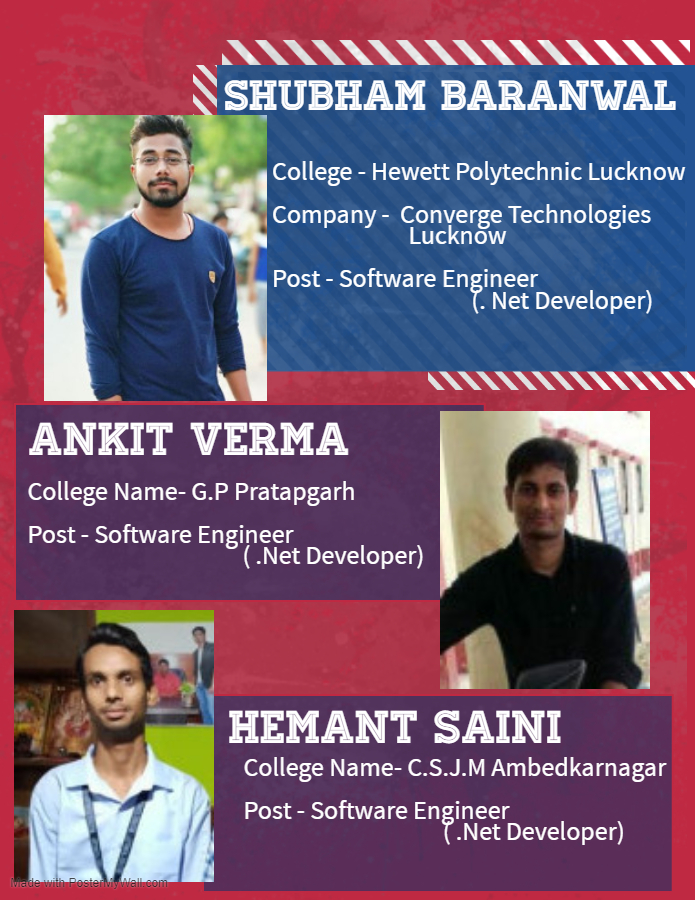 SHUBHAM BARANWAL
College - Hewett Polytechnic Lucknow
Company - Converge Technologies
Lucknow
Post - Software Engineer
(. Net Developer)
ANKIT VERMA
College Name- G.P Pratapgarh
Post - Software Engineer
( .Net Developer)
HEMANT SAINI
College Name- C.S.J.M Ambedkarnagar
Post - Software Engineer
( .Net Developer)
Made with PosterMyWall.com